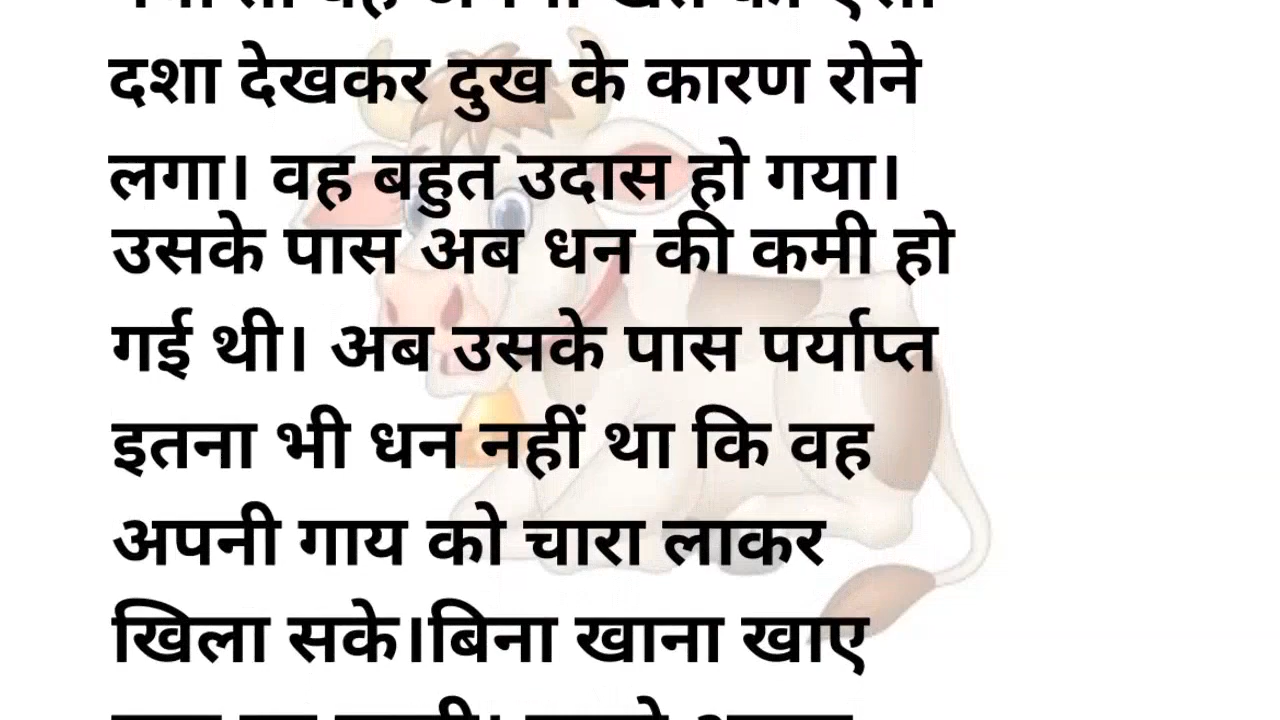 दशा देखकर दुख के कारण रोने
लगा। वह बहुत उदास हो गया।
उसके पास अब धन की कमी हो
गई थी। अब उसके पास पर्याप्त
इतना भी धन नहीं था कि वह
अपनी गाय को चारा लाकर
खिला सके।बिना खाना खाए